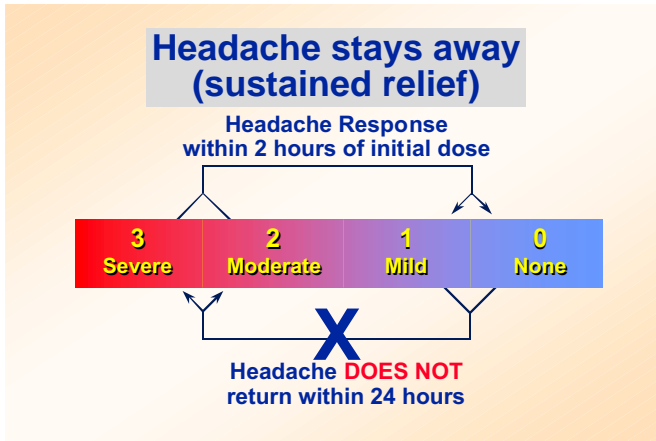 Headache stays away
(sustained relief)
Headache Response
within 2 hours of initial dose
3 2 1 0
Severe Moderate Mild None
X
Headache DOES NOT
return within 24 hours